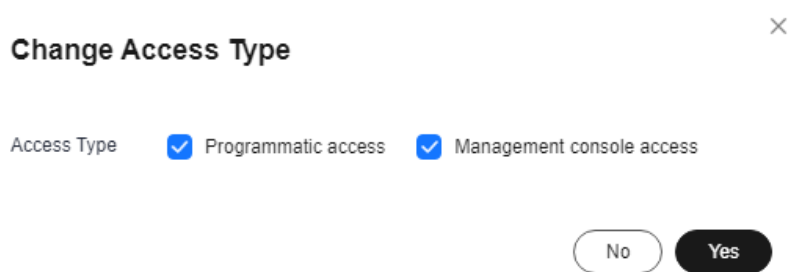 Change Access Type
Access Type Programmatic access Management console access
No Yes